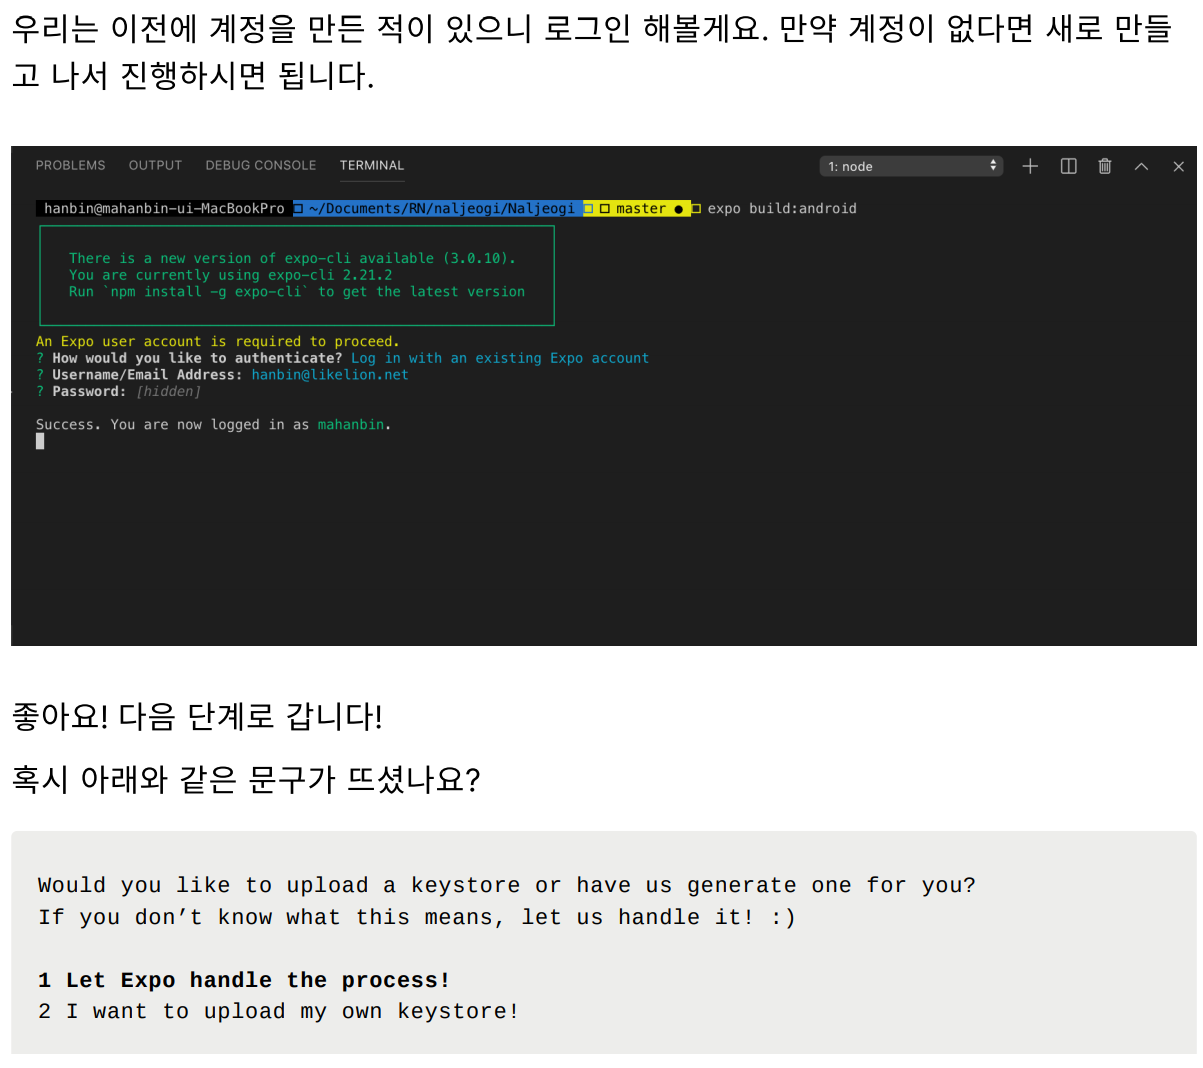 우리는 이전에 계정을 만든 적이 있으니 로그인 해볼게요. 만약 계정이 없다면 새로 만들
고 나서 진행하시면 됩니다.
PROBLEMS OUTPUT DEBUG CONSOLE TERMINAL 1: node
hanbin@mahanbin-ui-MacBookPro ~/Documents/RN/naljeogi/Naljeogi master ● expo build:android
There is a new version of expo-cli available (3.0.10).
You are currently using expo-cli 2.21.2
Run `npm install -g expo-cli` to get the latest version
An Expo user account is required to proceed.
? How would you like to authenticate? Log in with an existing Expo account
? Username/Email Address: hanbin@likelion.net
? Password: [hidden]
Success. You are now logged in as mahanbin.
좋아요! 다음 단계로 갑니다!
혹시 아래와 같은 문구가 뜨셨나요?
Would you like to upload a keystore or have us generate one for you?
If you don’t know what this means, let us handle it! :)
1 Let Expo handle the process!
2 I want to upload my own keystore!